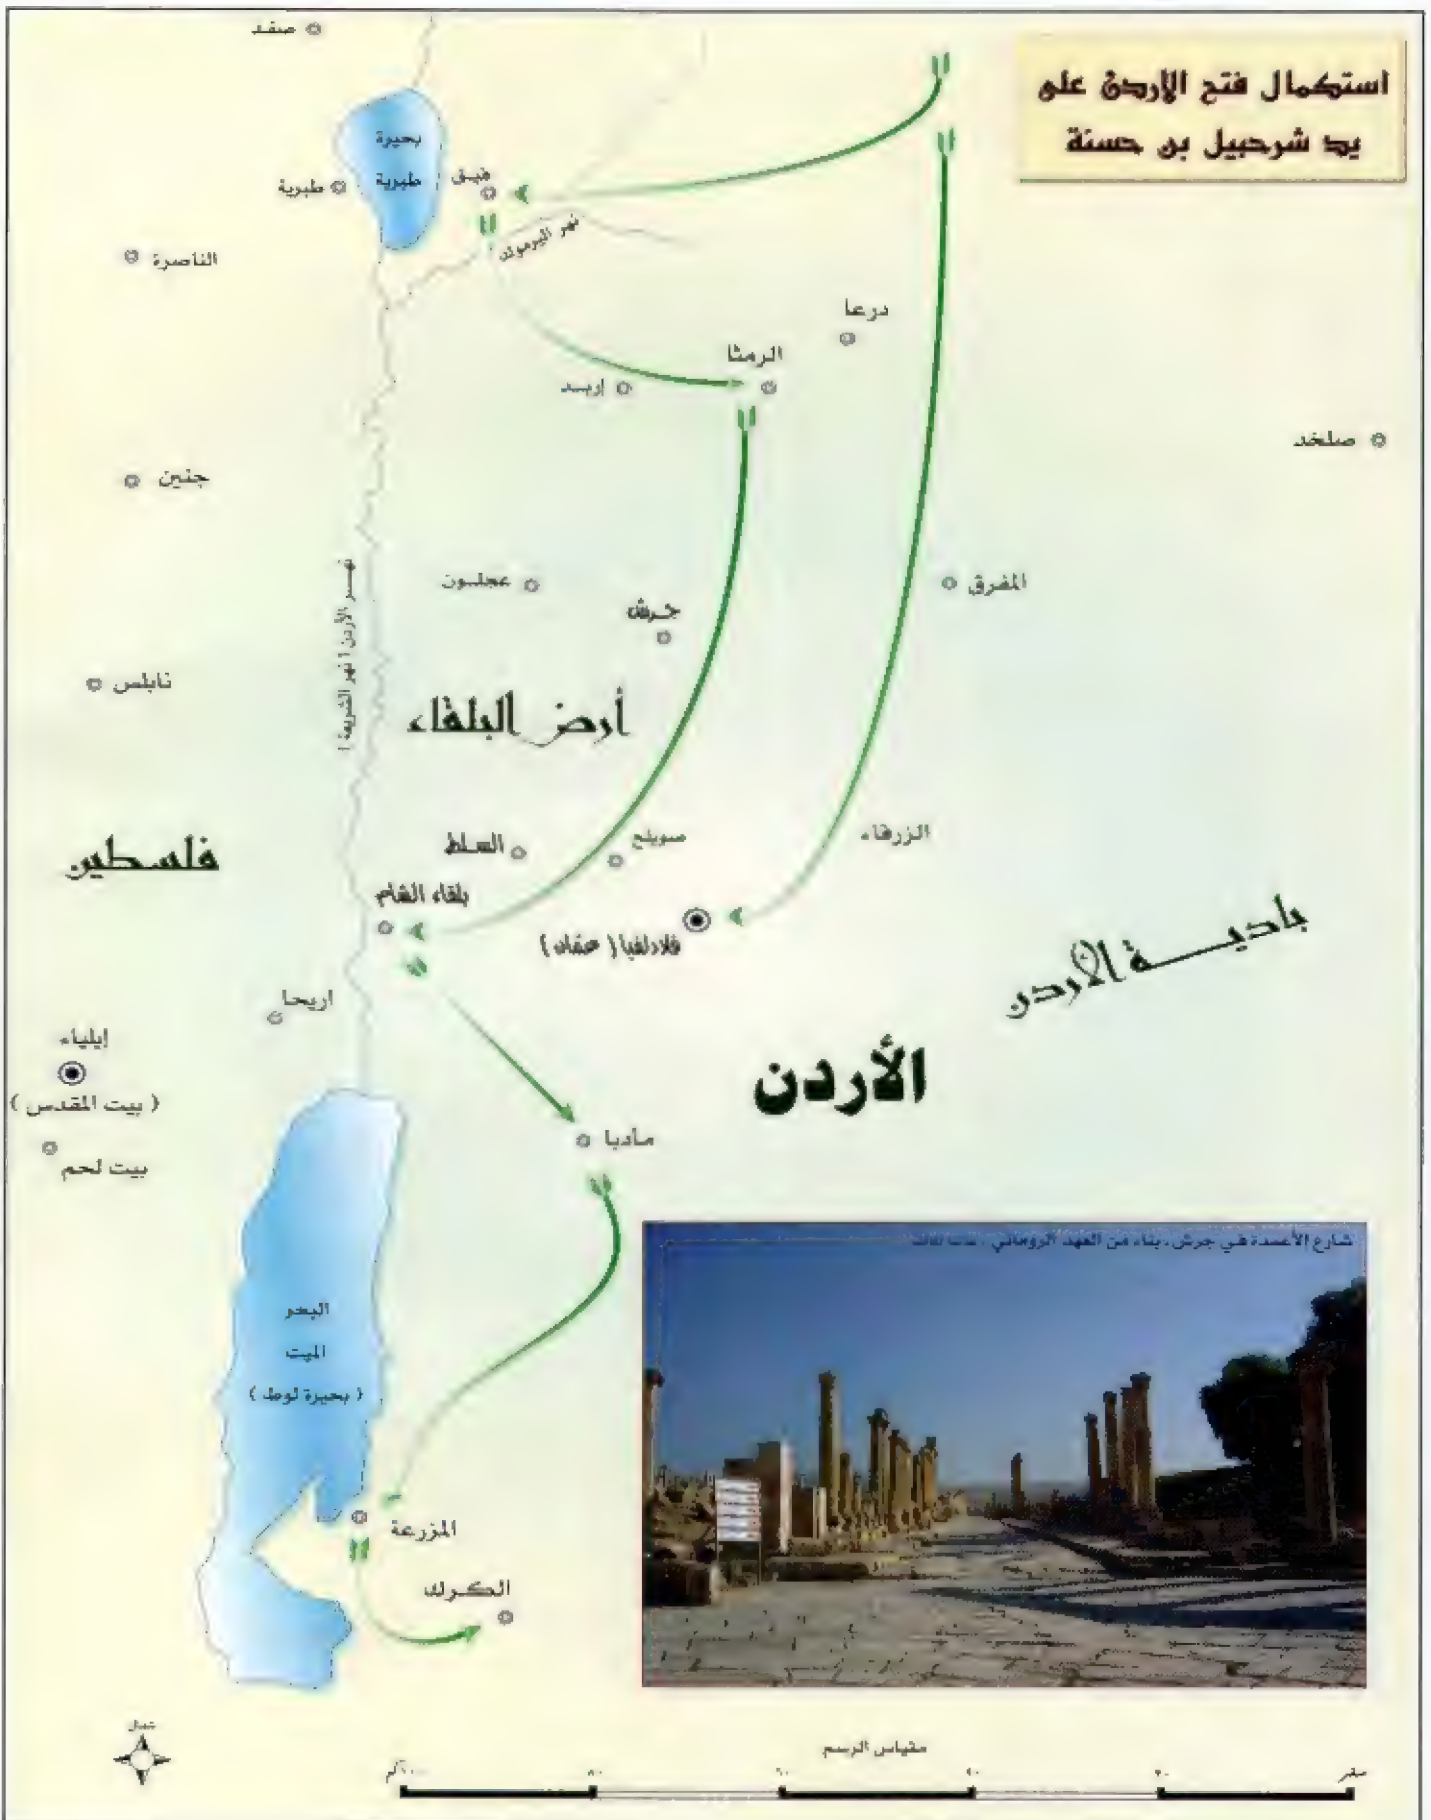 استكمال فتح الأردن على
يد شرحبيل بن حسنة
صفد
بحيرة
طبرية
طبرية
فيق
نهر اليرموك
الناصرة
درعا
الرمثا
إربد
صلخد
جنين
عجلون
المفرق
جرش
نهر الأردن ( نهر الشريعة )
نابلس
أرض البلقاء
فلسطين
السلط
صويلح
الزرقاء
بلقاء الشام
فلادلفيا ( عمّان )
بادية الأردن
اريحا
إيلياء
( بيت المقدس )
بيت لحم
الأردن
مادبا
شارع الأعمدة في جرش، بناء من العهد الروماني،
البحر
الميت
( بحيرة لوط )
المزرعة
الكرك
شمال
مقياس الرسم
صفر